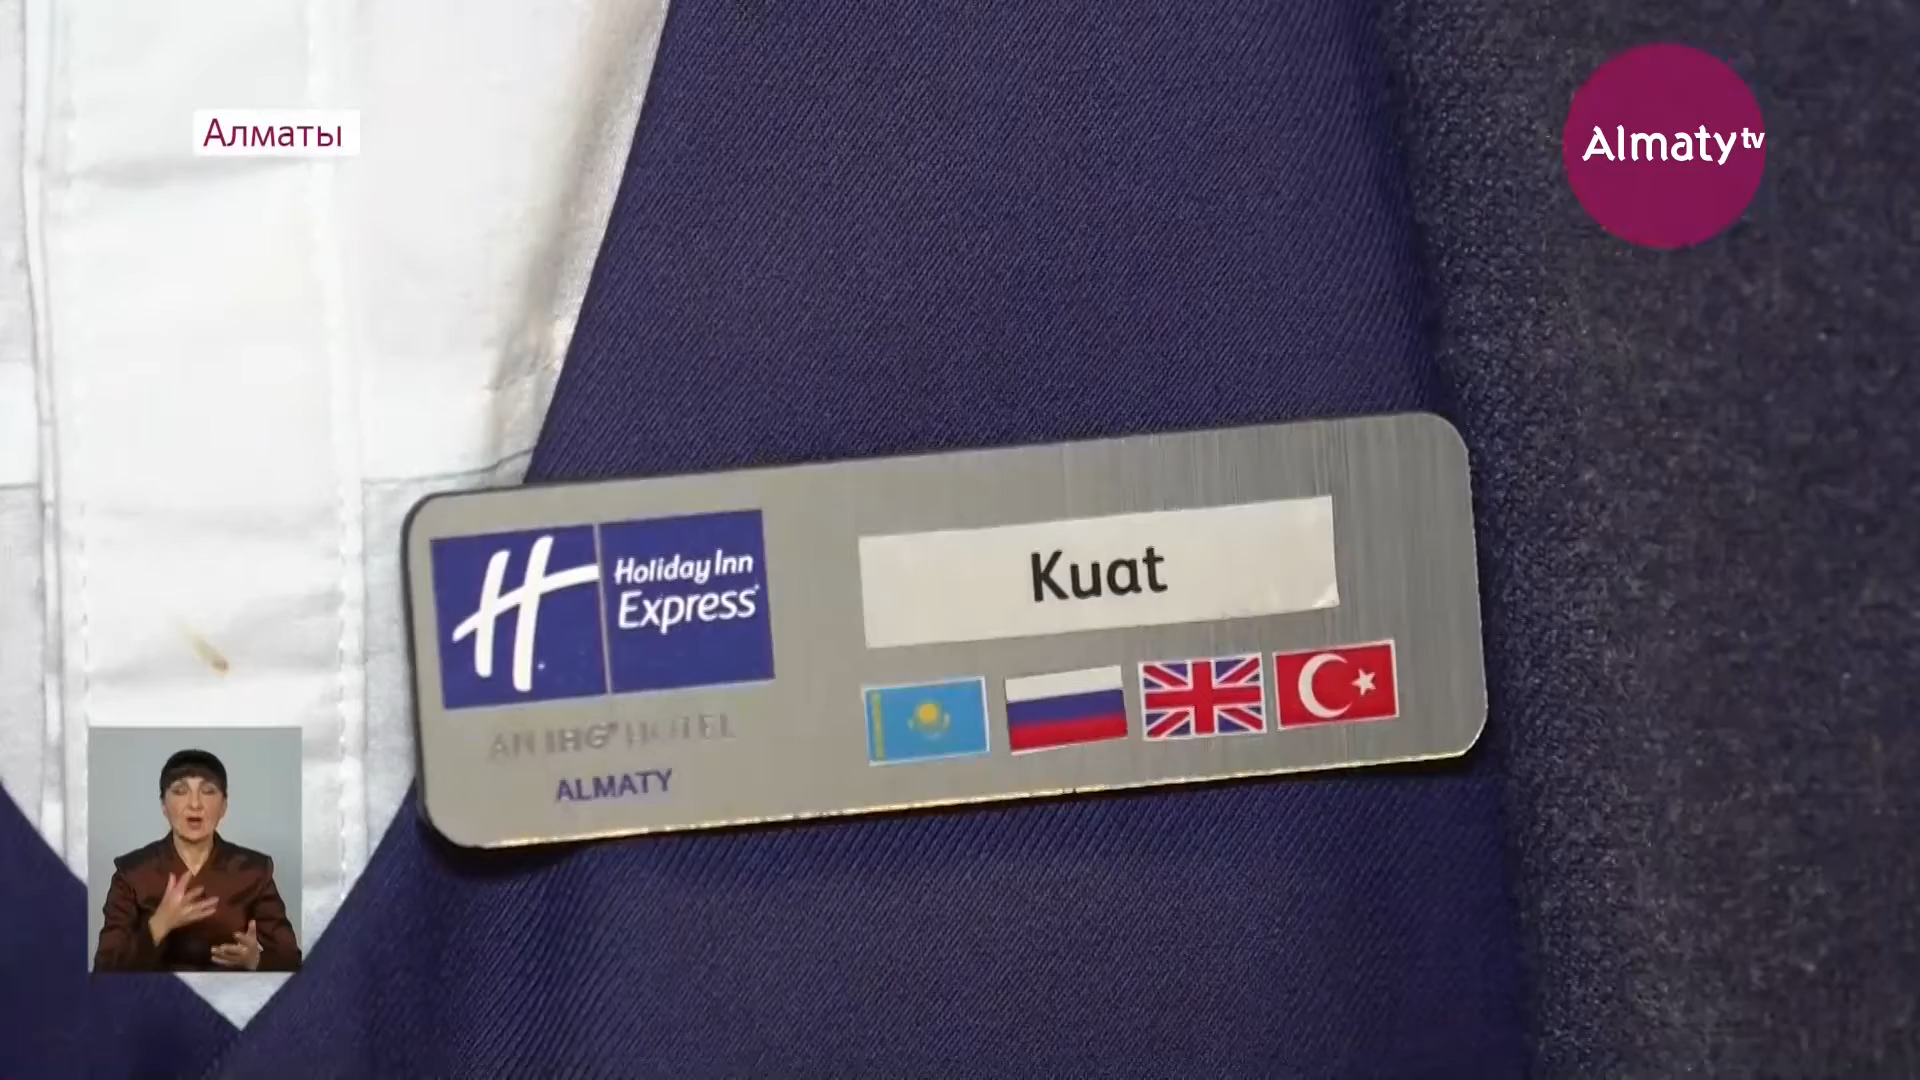 Алматы
Almaty tv
Holiday Inn
Express
Kuat
AN IHG HOTEL
ALMATY